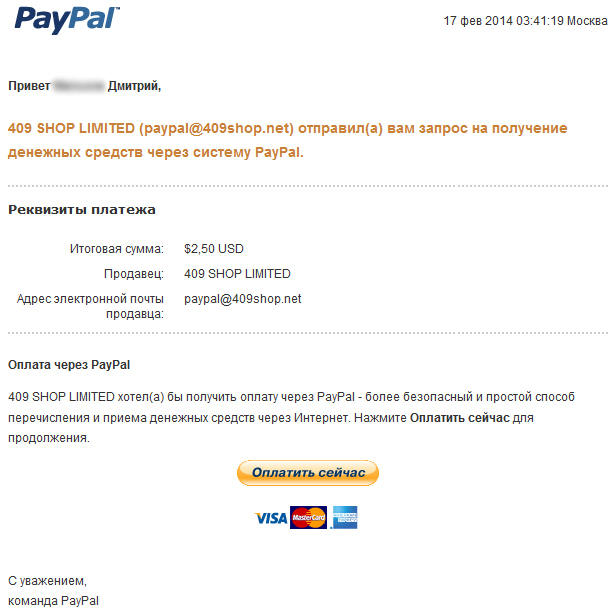 PayPal™
17 фев 2014 03:41:19 Москва
Привет Дмитрий,
409 SHOP LIMITED (paypal@409shop.net) отправил(а) вам запрос на получение
денежных средств через систему PayPal.
Реквизиты платежа
Итоговая сумма: $2,50 USD
Продавец: 409 SHOP LIMITED
Адрес электронной почты paypal@409shop.net
продавца:
Оплата через PayPal
409 SHOP LIMITED хотел(а) бы получить оплату через PayPal - более безопасный и простой способ
перечисления и приема денежных средств через Интернет. Нажмите Оплатить сейчас для
продолжения.
Оплатить сейчас
VISA MasterCard
С уважением,
команда PayPal